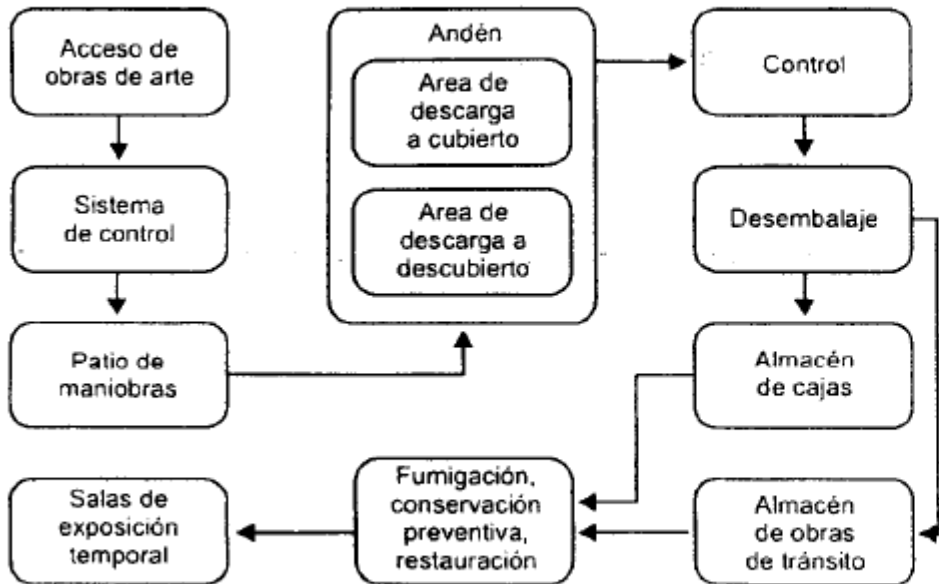 Acceso de
obras de arte
Sistema
de control
Patio de
maniobras
Andén
Area de
descarga
a cubierto
Area de
descarga a
descubierto
Control
Desembalaje
Almacén
de cajas
Almacén
de obras
de tránsito
Fumigación,
conservación
preventiva,
restauración
Salas de
exposición
temporal